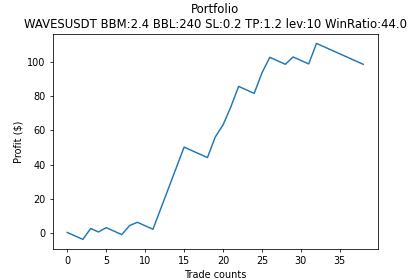 Portfolio
WAVESUSDT BBM:2.4 BBL:240 SL:0.2 TP:1.2 lev:10 WinRatio:44.0
100
80
60
40
20
0
Profit ($)
0 5 10 15 20 25 30 35
Trade counts